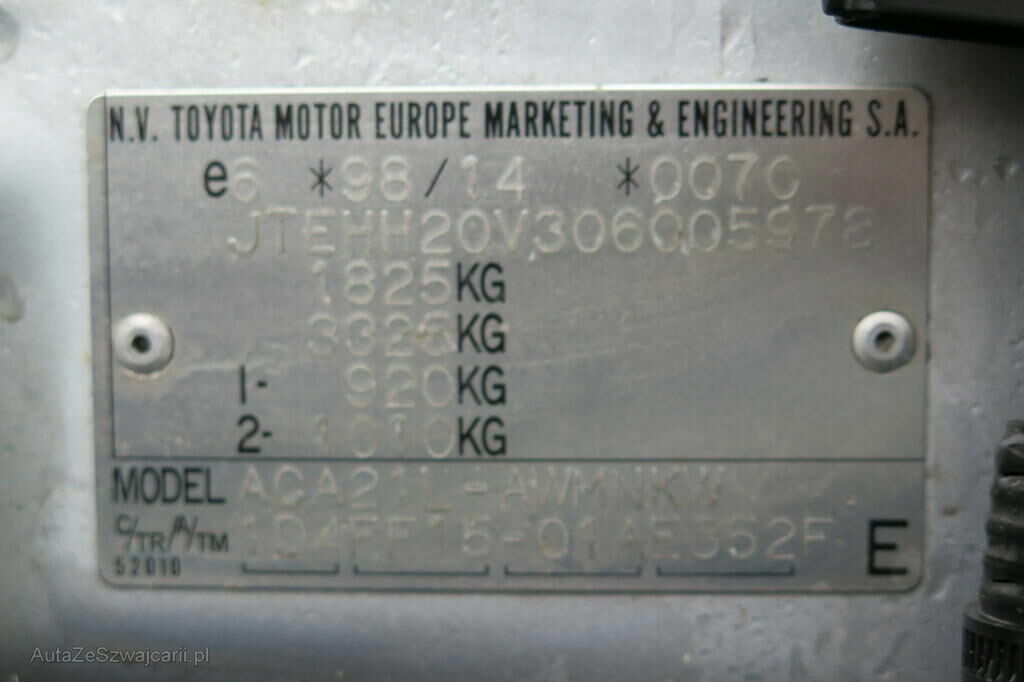 N.V. TOYOTA MOTOR EUROPE MARKETING & ENGINEERING S.A.
e6 *98/14 *0070
JTEHH20V306005978
1825KG
3325KG
1- 920KG
2- 1010KG
MODEL ACA21L-AWMNKW
C/TR/A/TM E
52010
AutaZeSzwajcarii.pl